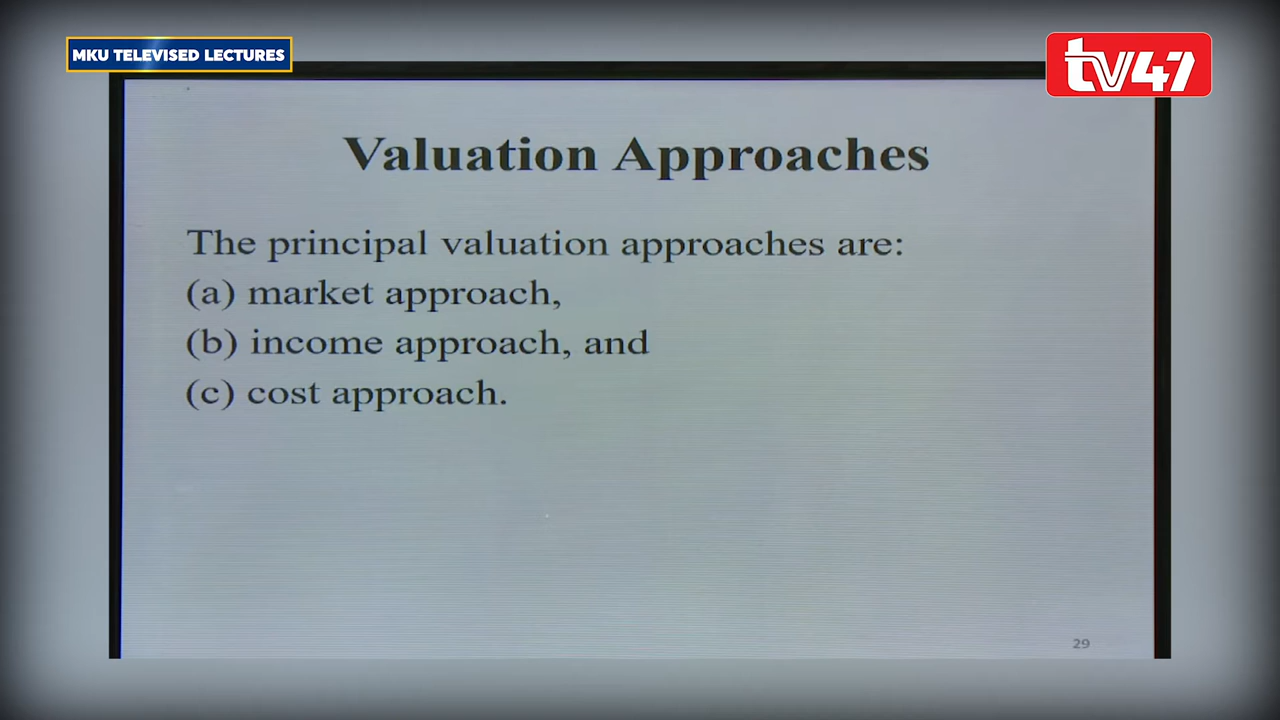 MKU TELEVISED LECTURES
tv47
Valuation Approaches
The principal valuation approaches are:
(a) market approach,
(b) income approach, and
(c) cost approach.
29